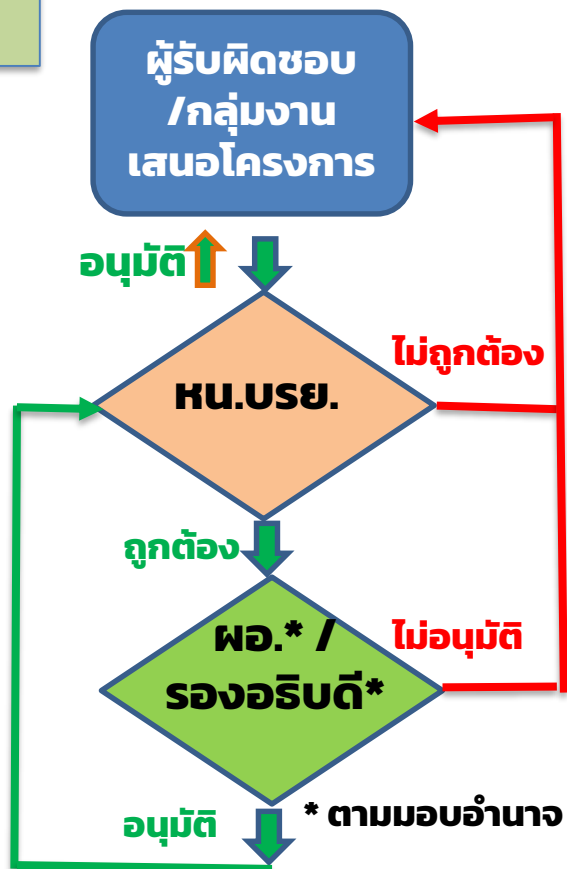 ผู้รับผิดชอบ
/กลุ่มงาน
เสนอโครงการ
อนุมัติ
ไม่ถูกต้อง
หน.บรย.
ถูกต้อง
ผอ.* /
รองอธิบดี*
ไม่อนุมัติ
อนุมัติ
* ตามมอบอำนาจ